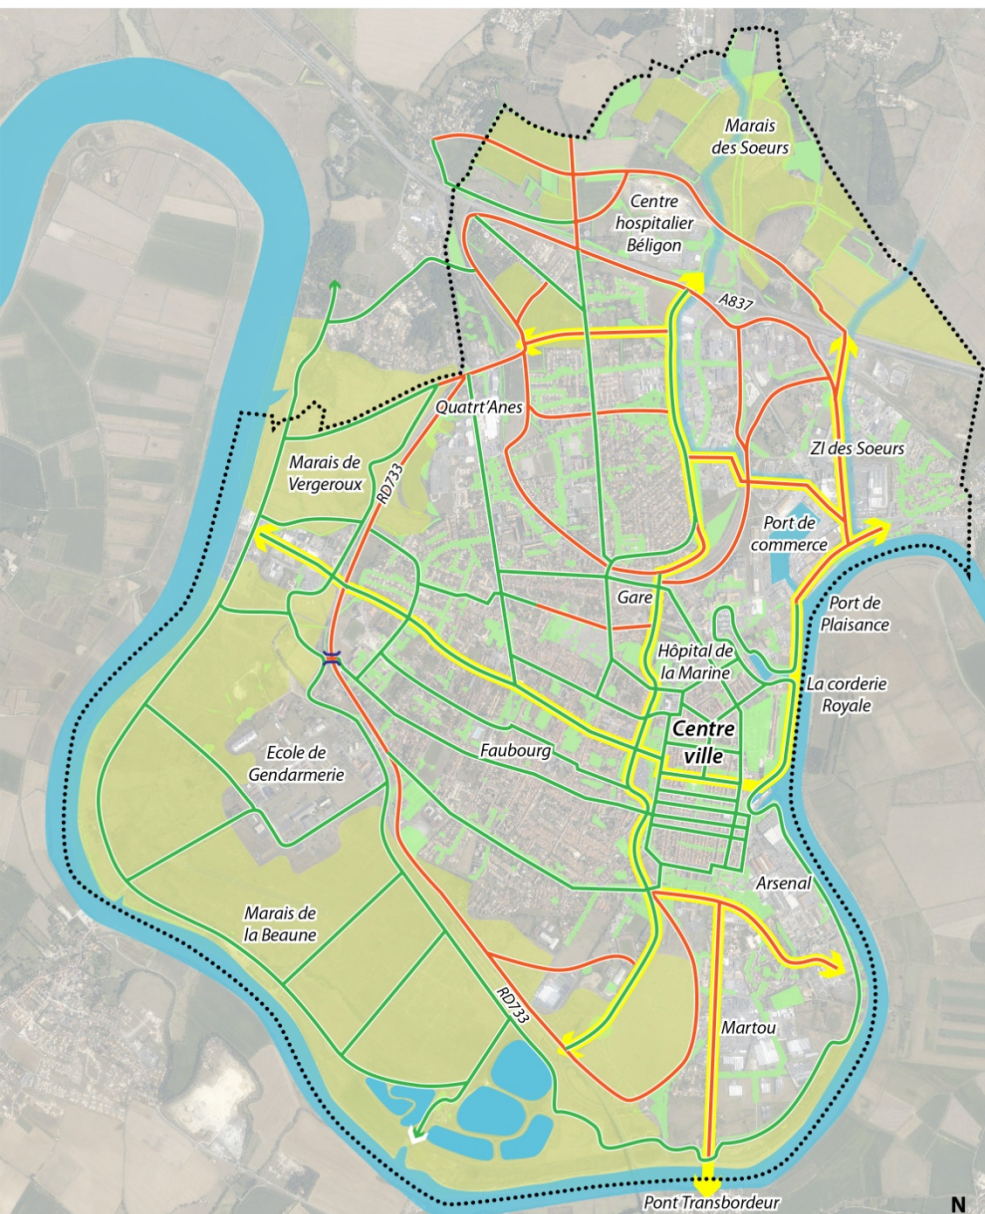 Marais
des Soeurs
Centre
hospitalier
Béligon
A837
Quatrt'Anes
RD733
Marais de
Vergeroux
ZI des Soeurs
Port de
commerce
Gare
Port de
Plaisance
Hôpital de
la Marine
La corderie
Royale
Centre
ville
Ecole de
Gendarmerie
Faubourg
Arsenal
Marais de
la Beaune
RD733
Martou
Pont Transbordeur
N